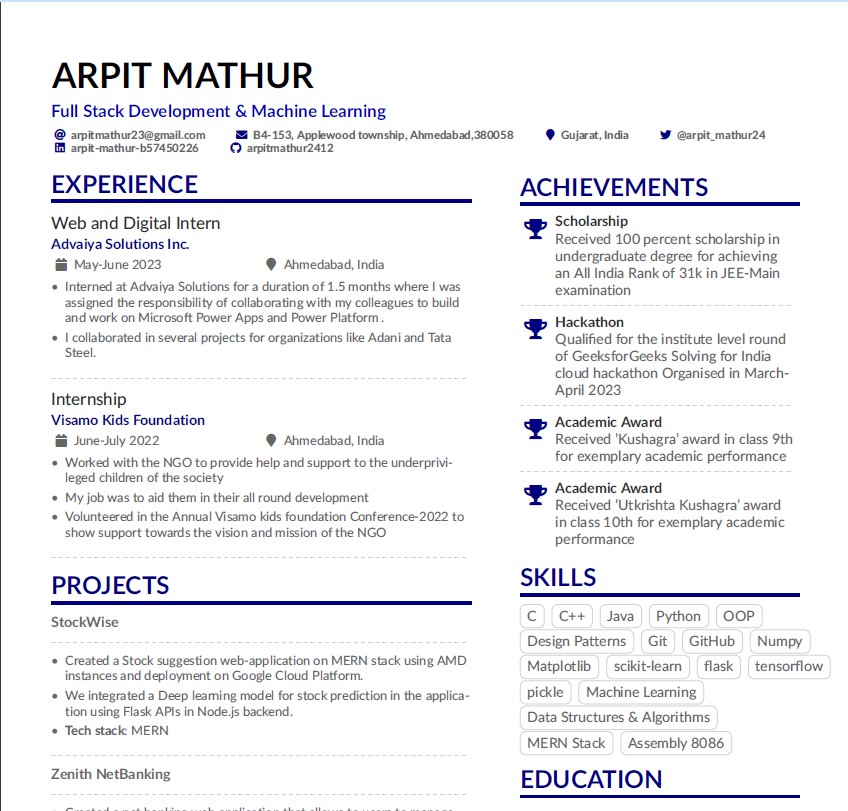 ARPIT MATHUR
Full Stack Development & Machine Learning
arpitmathur23@gmail.com B4-153, Applewood township, Ahmedabad,380058 Gujarat, India @arpit_mathur24
arpit-mathur-b57450226 arpitmathur2412
EXPERIENCE
Web and Digital Intern
Advaiya Solutions Inc.
May-June 2023 Ahmedabad, India
• Interned at Advaiya Solutions for a duration of 1.5 months where I was
assigned the responsibility of collaborating with my colleagues to build
and work on Microsoft Power Apps and Power Platform .
• I collaborated in several projects for organizations like Adani and Tata
Steel.
Internship
Visamo Kids Foundation
June-July 2022 Ahmedabad, India
• Worked with the NGO to provide help and support to the underprivi-
leged children of the society
• My job was to aid them in their all round development
• Volunteered in the Annual Visamo kids foundation Conference-2022 to
show support towards the vision and mission of the NGO
PROJECTS
StockWise
• Created a Stock suggestion web-application on MERN stack using AMD
instances and deployment on Google Cloud Platform.
• We integrated a Deep learning model for stock prediction in the applica-
tion using Flask APIs in Node.js backend.
• Tech stack: MERN
Zenith NetBanking
ACHIEVEMENTS
Scholarship
Received 100 percent scholarship in
undergraduate degree for achieving
an All India Rank of 31k in JEE-Main
examination
Hackathon
Qualified for the institute level round
of GeeksforGeeks Solving for India
cloud hackathon Organised in March-
April 2023
Academic Award
Received 'Kushagra' award in class 9th
for exemplary academic performance
Academic Award
Received 'Utkrishta Kushagra' award
in class 10th for exemplary academic
performance
SKILLS
C C++ Java Python OOP
Design Patterns Git GitHub Numpy
Matplotlib scikit-learn flask tensorflow
pickle Machine Learning
Data Structures & Algorithms
MERN Stack Assembly 8086
EDUCATION